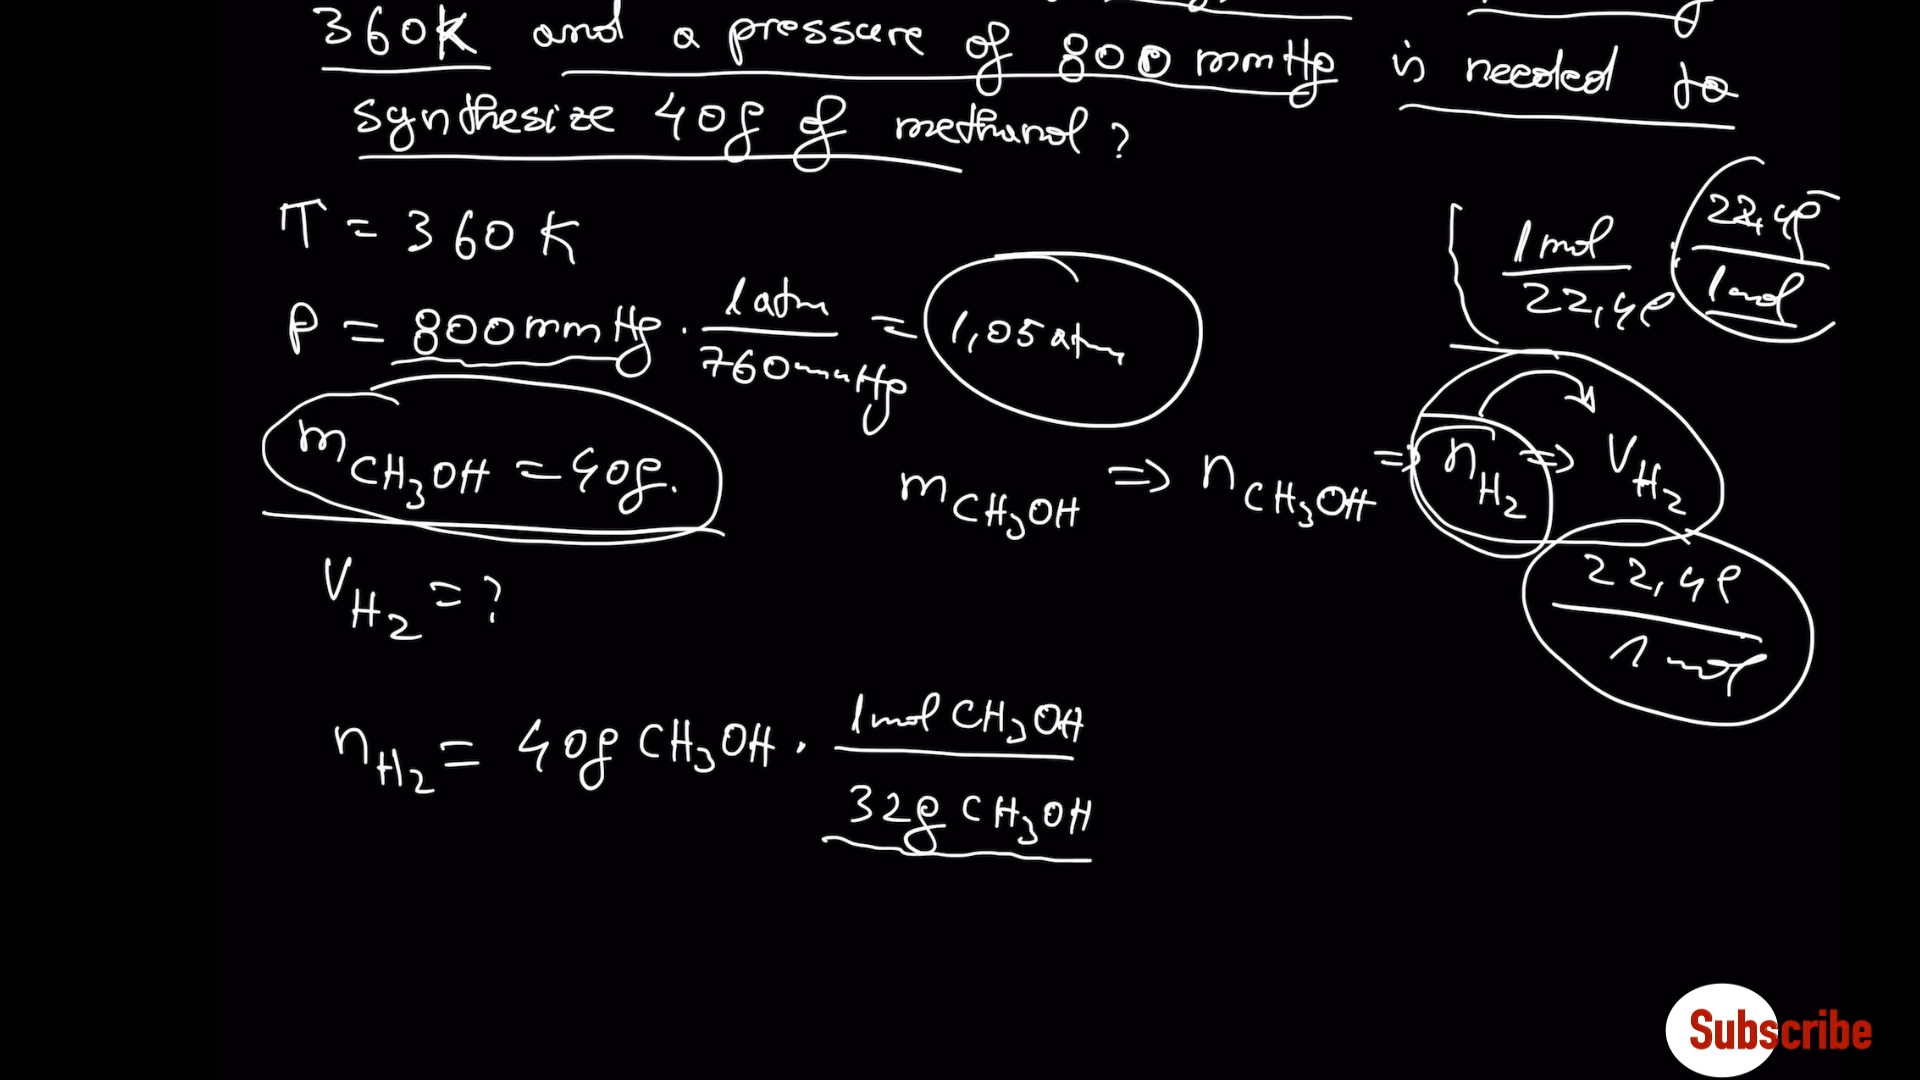 360K and a pressure of 800 mmHg is needed to
synthesize 40g of methanol?
T = 360 K
P = 800 mmHg · 1 atm / 760 mmHg = 1,05 atm
1 mol / 22,4 l · 22,4 l / 1 mol
m CH3OH = 40g.
m CH3OH => n CH3OH => n H2 => V H2
22,4 l / 1 mol
V H2 = ?
n H2 = 40g CH3OH · 1 mol CH3OH / 32g CH3OH
Subscribe